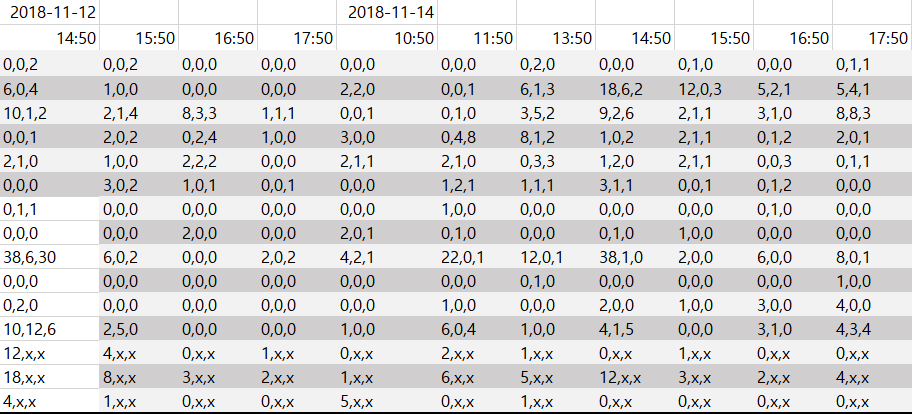 2018-11-12 2018-11-14
14:50 15:50 16:50 17:50 10:50 11:50 13:50 14:50 15:50 16:50 17:50
0,0,2 0,0,2 0,0,0 0,0,0 0,0,0 0,0,0 0,2,0 0,0,0 0,1,0 0,0,0 0,1,1
6,0,4 1,0,0 0,0,0 0,0,0 2,2,0 0,0,1 6,1,3 18,6,2 12,0,3 5,2,1 5,4,1
10,1,2 2,1,4 8,3,3 1,1,1 0,0,1 0,1,0 3,5,2 9,2,6 2,1,1 3,1,0 8,8,3
0,0,1 2,0,2 0,2,4 1,0,0 3,0,0 0,4,8 8,1,2 1,0,2 2,1,1 0,1,2 2,0,1
2,1,0 1,0,0 2,2,2 0,0,0 2,1,1 2,1,0 0,3,3 1,2,0 2,1,1 0,0,3 0,1,1
0,0,0 3,0,2 1,0,1 0,0,1 0,0,0 1,2,1 1,1,1 3,1,1 0,0,1 0,1,2 0,0,0
0,1,1 0,0,0 0,0,0 0,0,0 0,0,0 1,0,0 0,0,0 0,0,0 0,0,0 0,1,0 0,0,0
0,0,0 0,0,0 2,0,0 0,0,0 2,0,1 0,1,0 0,0,0 0,1,0 1,0,0 0,0,0 0,0,0
38,6,30 6,0,2 0,0,0 2,0,2 4,2,1 22,0,1 12,0,1 38,1,0 2,0,0 6,0,0 8,0,1
0,0,0 0,0,0 0,0,0 0,0,0 0,0,0 0,0,0 0,1,0 0,0,0 0,0,0 0,0,0 1,0,0
0,2,0 0,0,0 0,0,0 0,0,0 0,0,0 1,0,0 0,0,0 2,0,0 1,0,0 3,0,0 4,0,0
10,12,6 2,5,0 0,0,0 0,0,0 1,0,0 6,0,4 1,0,0 4,1,5 0,0,0 3,1,0 4,3,4
12,x,x 4,x,x 0,x,x 1,x,x 0,x,x 2,x,x 1,x,x 0,x,x 1,x,x 0,x,x 0,x,x
18,x,x 8,x,x 3,x,x 2,x,x 1,x,x 6,x,x 5,x,x 12,x,x 3,x,x 2,x,x 4,x,x
4,x,x 1,x,x 0,x,x 0,x,x 5,x,x 0,x,x 1,x,x 0,x,x 0,x,x 0,x,x 0,x,x